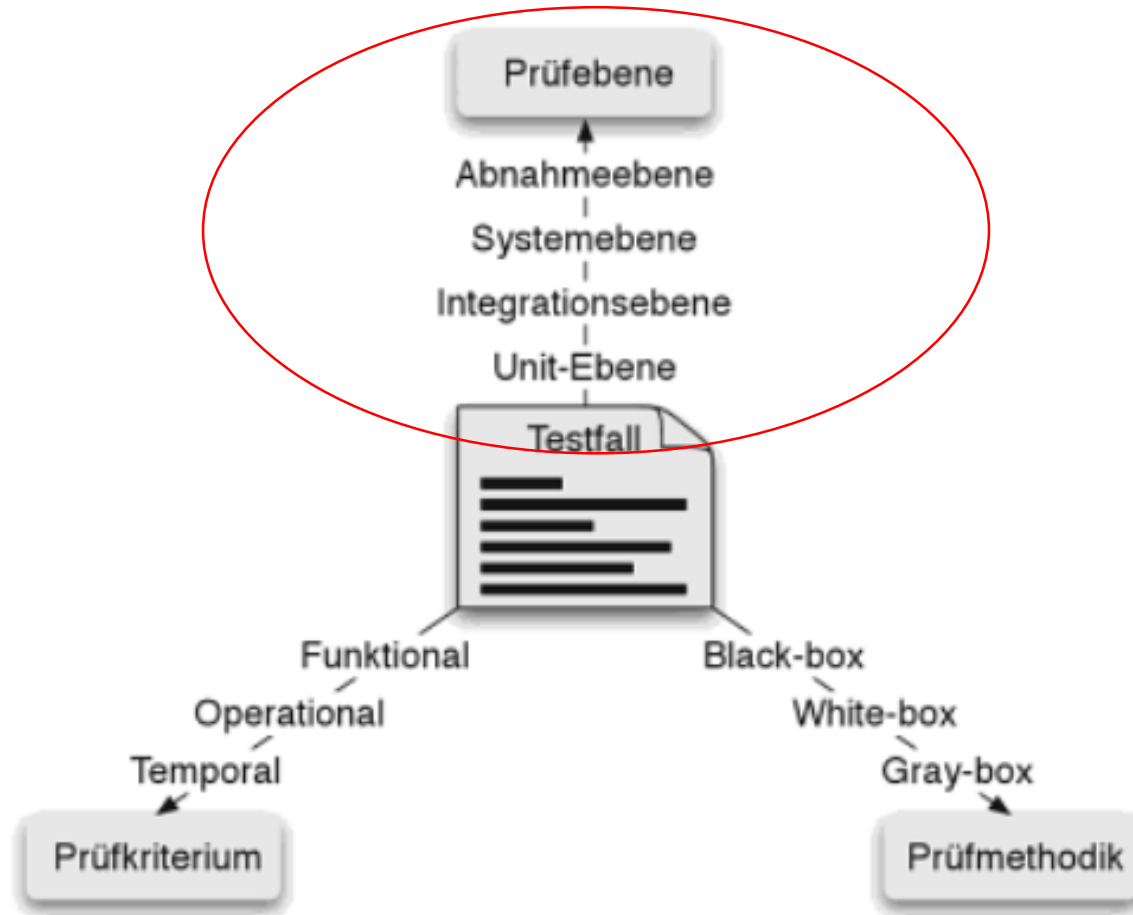 Prüfebene
Abnahmeebene
Systemebene
Integrationsebene
Unit-Ebene
Testfall
Funktional
Black-box
Operational
White-box
Temporal
Gray-box
Prüfkriterium
Prüfmethodik